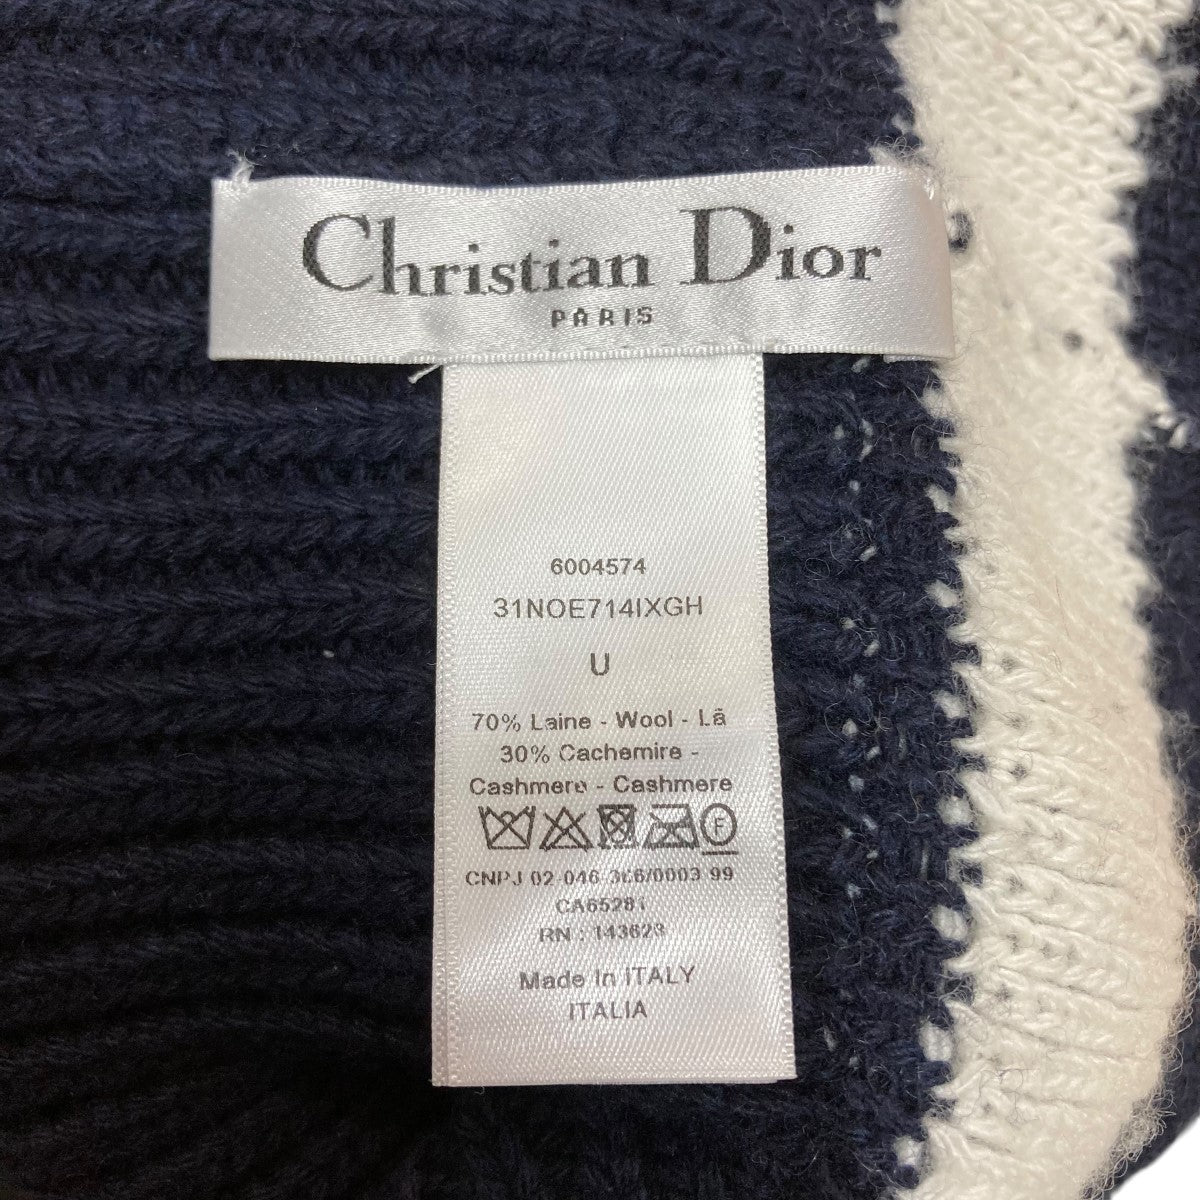 Christian Dior
PARIS
6004574
31NOE714IXGH
U
70% Laine - Wool - Lã
30% Cachemire -
Cashmere - Cashmere
F
CNPJ 02 046 366/0003 99
CA65281
RN : 143623
Made In ITALY
ITALIA